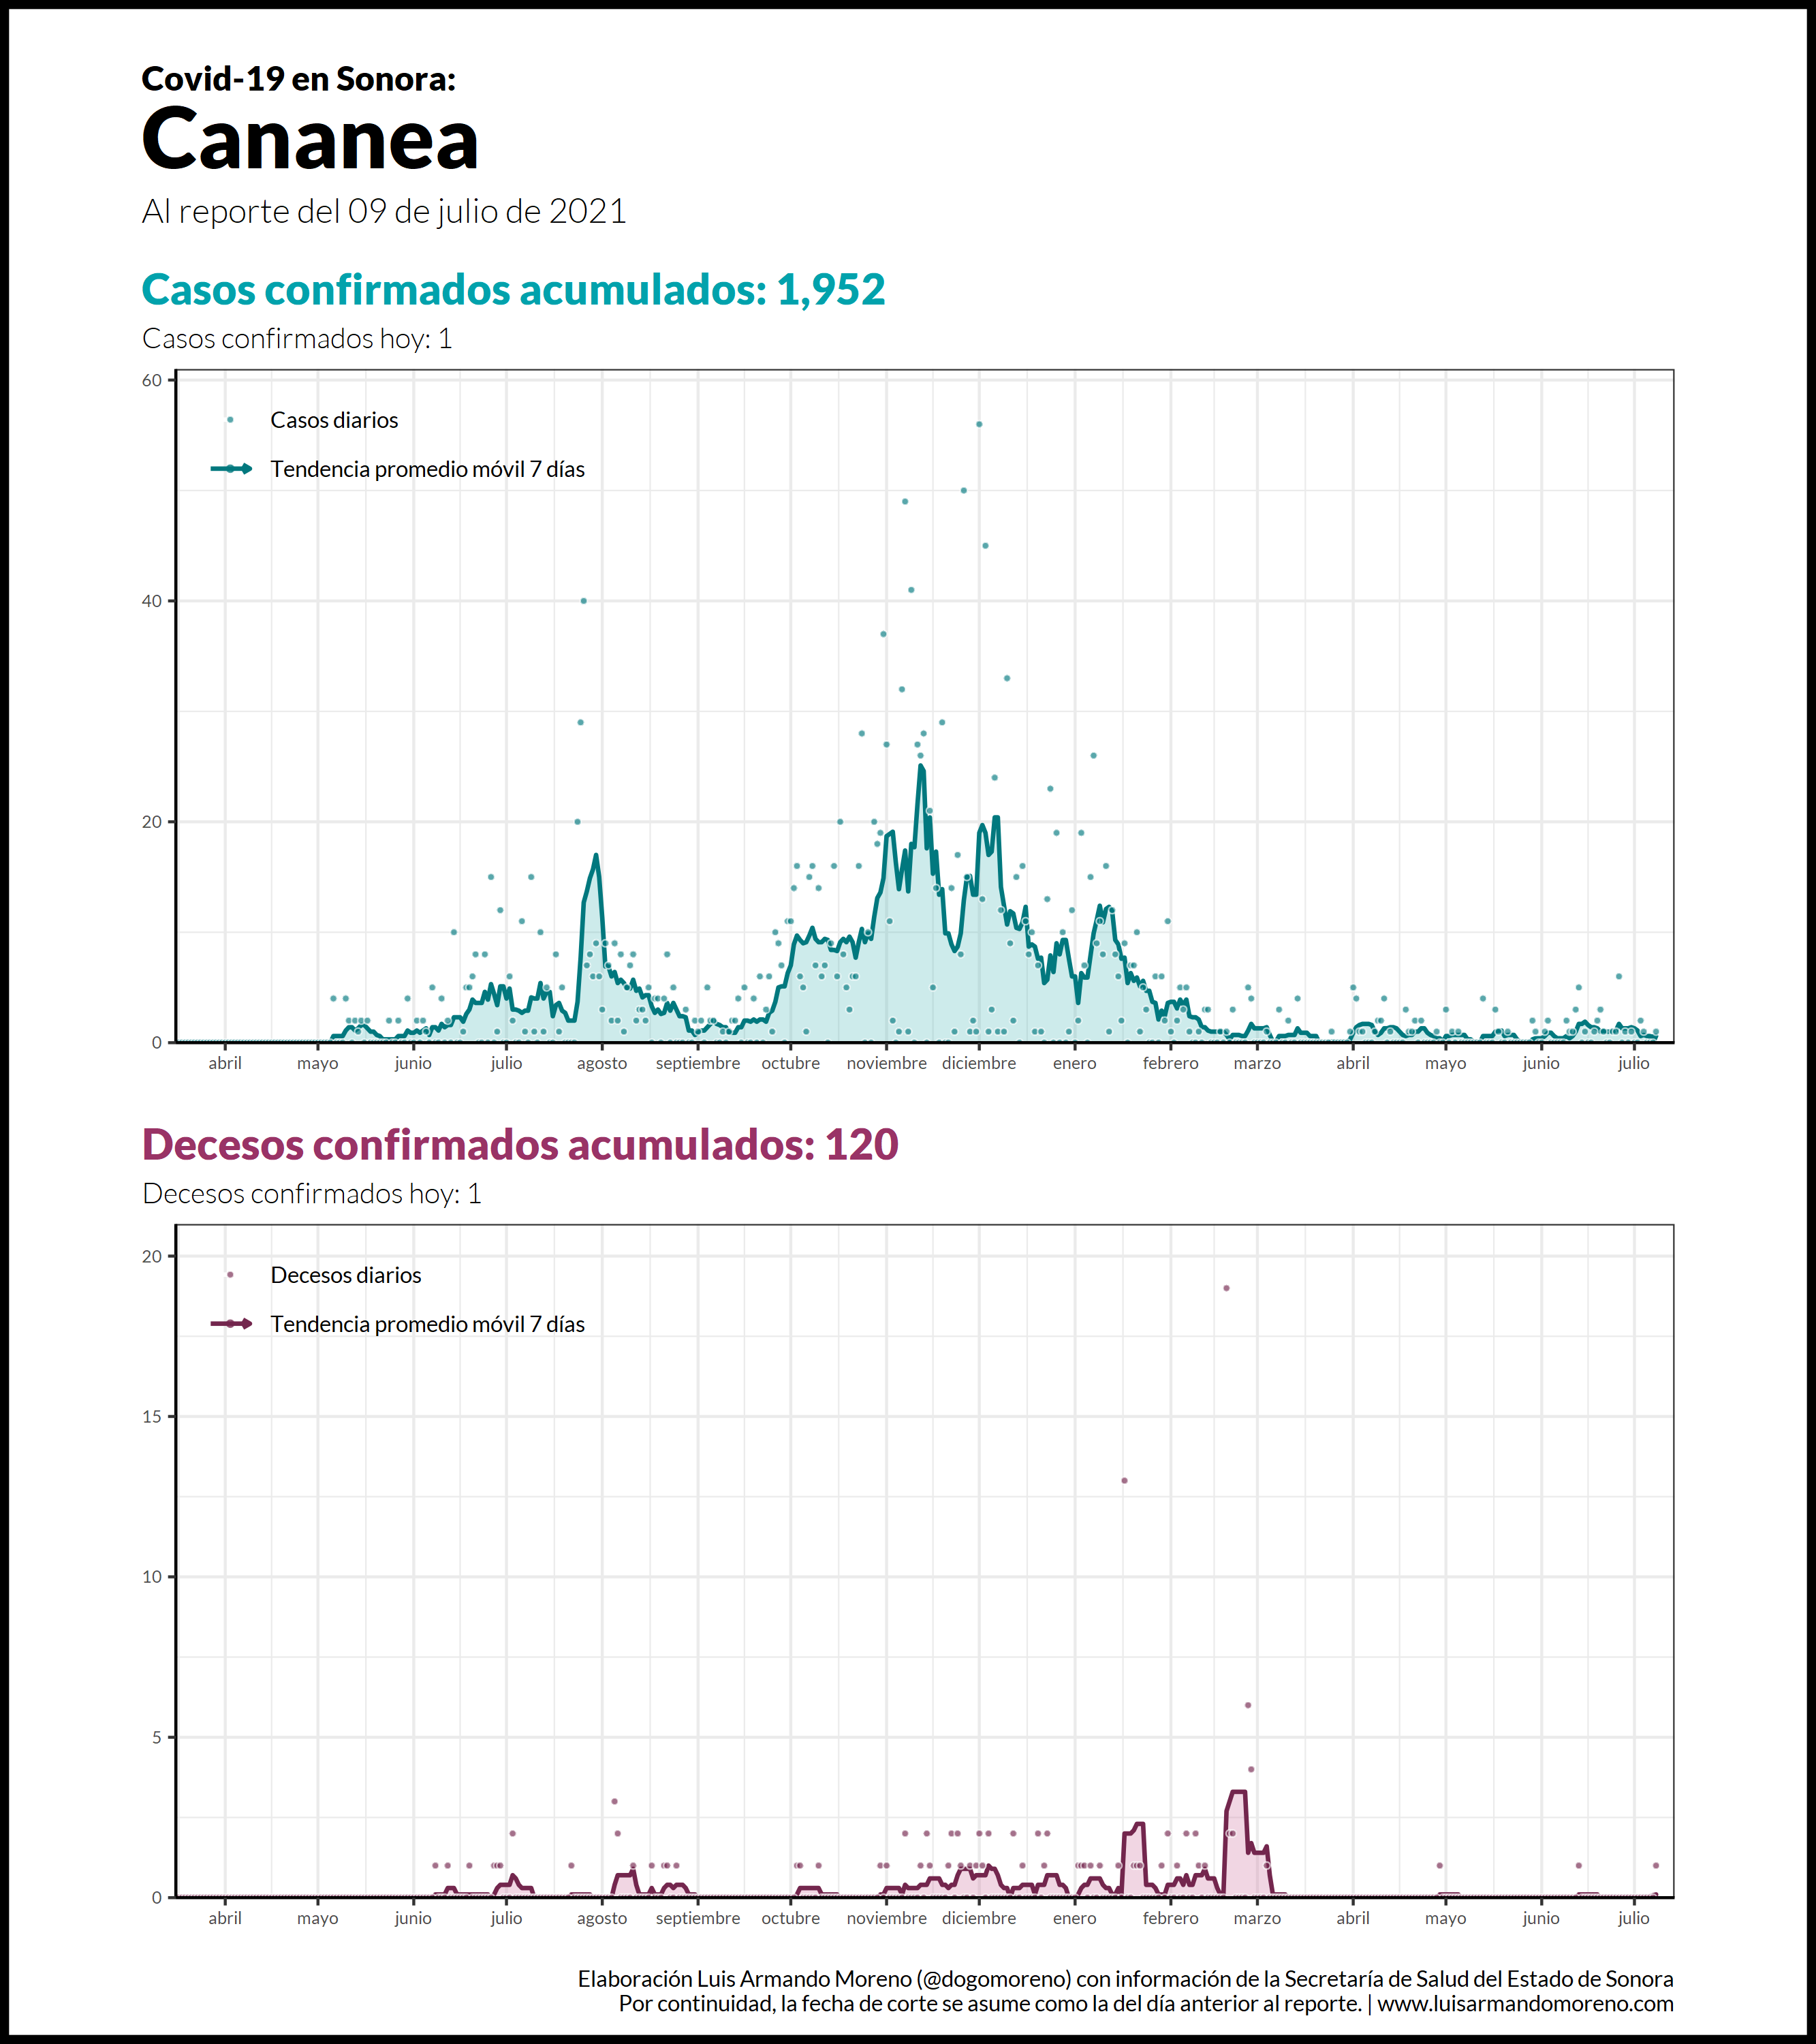 Covid-19 en Sonora:
Cananea
Al reporte del 09 de julio de 2021
Casos confirmados acumulados: 1,952
Casos confirmados hoy: 1
60
Casos diarios
Tendencia promedio móvil 7 días
40
20
0
abril mayo junio julio agosto septiembre octubre noviembre diciembre enero febrero marzo abril mayo junio julio
Decesos confirmados acumulados: 120
Decesos confirmados hoy: 1
20
Decesos diarios
Tendencia promedio móvil 7 días
15
10
5
0
abril mayo junio julio agosto septiembre octubre noviembre diciembre enero febrero marzo abril mayo junio julio
Elaboración Luis Armando Moreno (@dogomoreno) con información de la Secretaría de Salud del Estado de Sonora
Por continuidad, la fecha de corte se asume como la del día anterior al reporte. | www.luisarmandomoreno.com